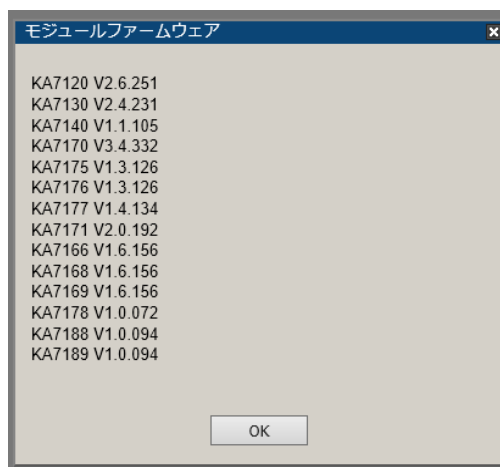 モジュールファームウェア
KA7120 V2.6.251
KA7130 V2.4.231
KA7140 V1.1.105
KA7170 V3.4.332
KA7175 V1.3.126
KA7176 V1.3.126
KA7177 V1.4.134
KA7171 V2.0.192
KA7166 V1.6.156
KA7168 V1.6.156
KA7169 V1.6.156
KA7178 V1.0.072
KA7188 V1.0.094
KA7189 V1.0.094
OK